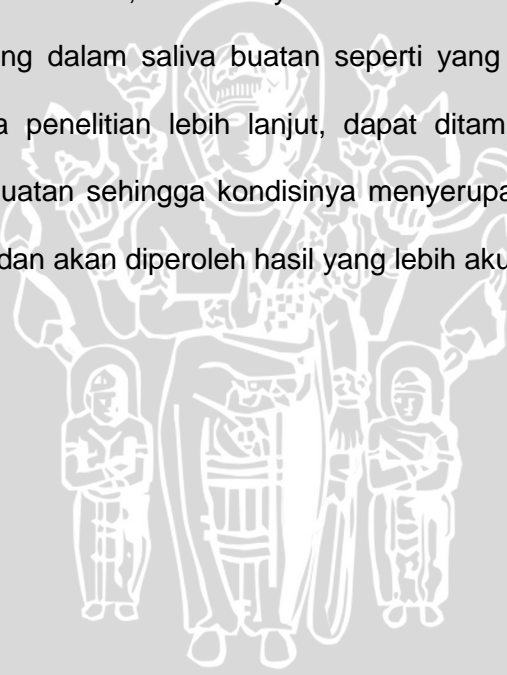 ng dalam saliva buatan seperti yang
a penelitian lebih lanjut, dapat ditam
uatan sehingga kondisinya menyerupa
dan akan diperoleh hasil yang lebih aku